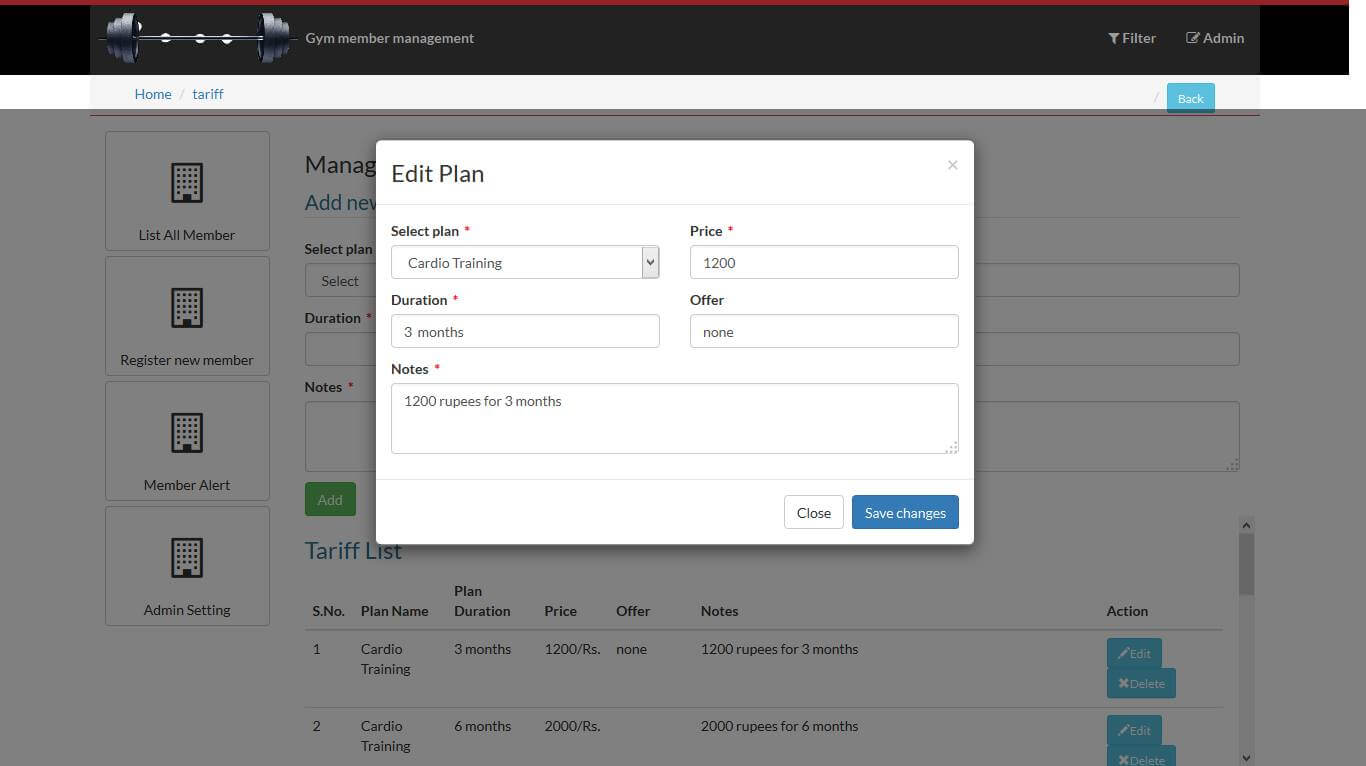 Gym member management
Filter
Admin
Home / tariff
/ Back
List All Member
Register new member
Member Alert
Admin Setting
Manag
Add new
Select plan
Select
Duration *
Notes *
Add
Edit Plan ×
Select plan * Price *
Cardio Training 1200
Duration * Offer
3 months none
Notes *
1200 rupees for 3 months
Close Save changes
Tariff List
S.No. Plan Name Plan Duration Price Offer Notes Action
1 Cardio Training 3 months 1200/Rs. none 1200 rupees for 3 months Edit
Delete
2 Cardio Training 6 months 2000/Rs. 2000 rupees for 6 months Edit
Delete